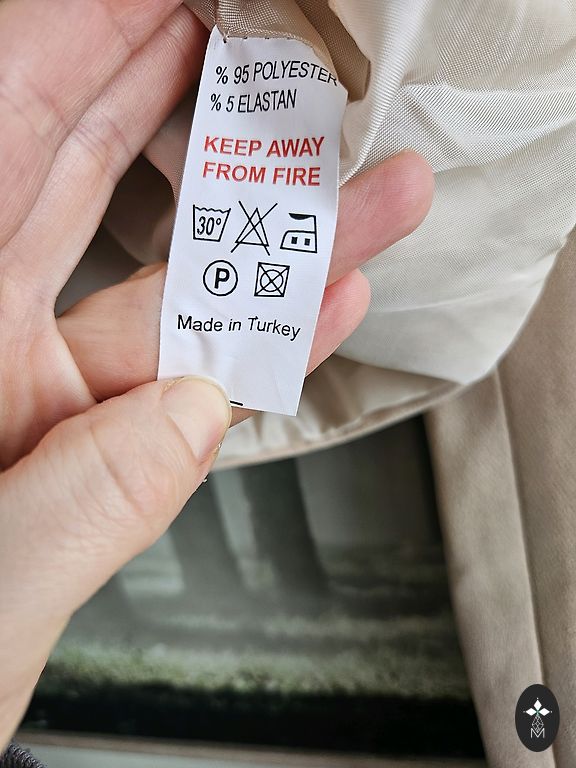 % 95 POLYESTER
% 5 ELASTAN
KEEP AWAY
FROM FIRE
30°
P
Made in Turkey
M